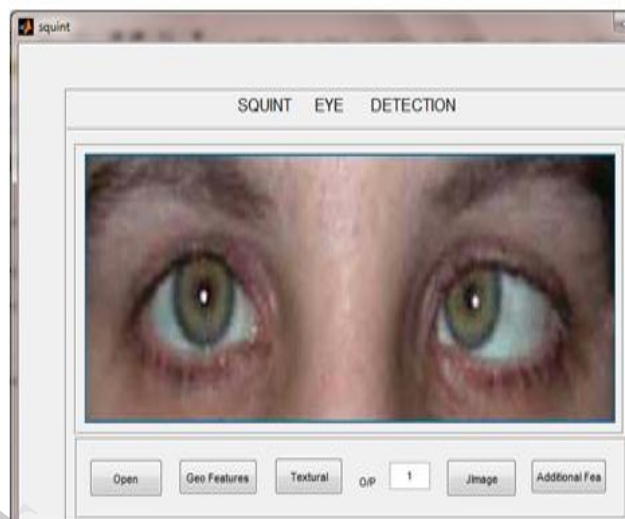 squint
SQUINT EYE DETECTION
Open Geo Features Textural O/P 1 JImage Additional Fea